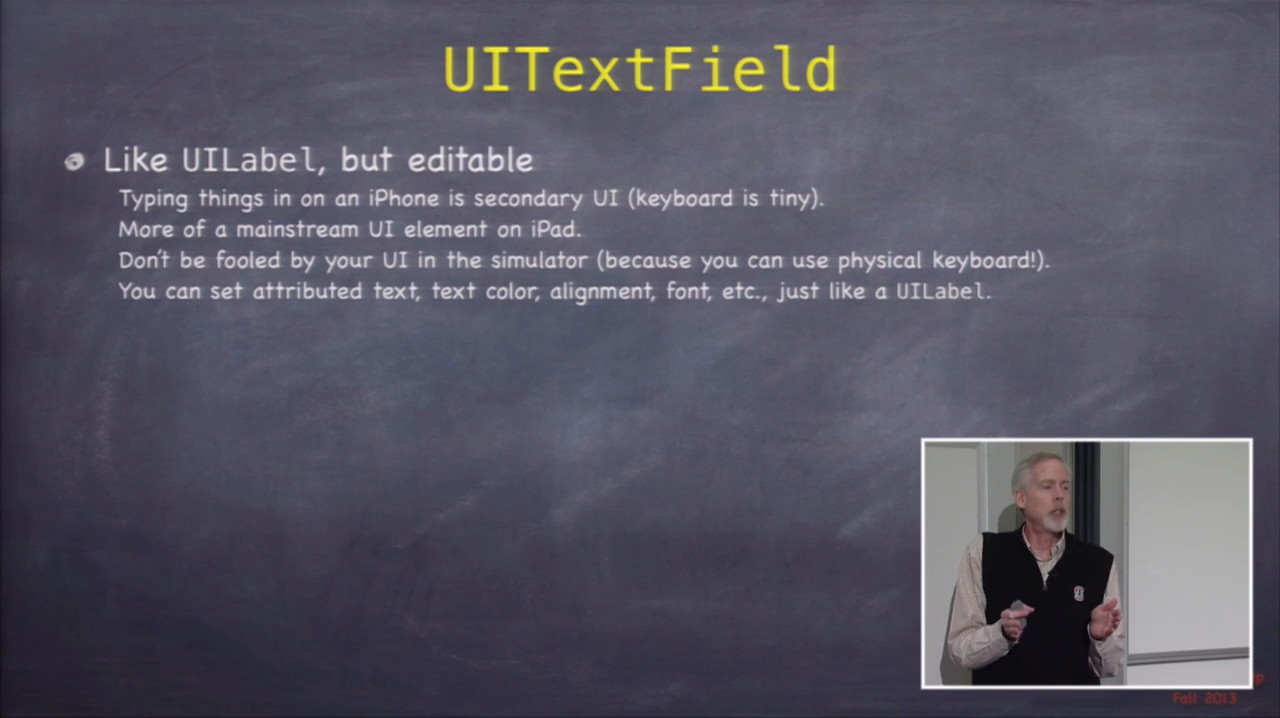 UITextField
Like UILabel, but editable
Typing things in on an iPhone is secondary UI (keyboard is tiny).
More of a mainstream UI element on iPad.
Don't be fooled by your UI in the simulator (because you can use physical keyboard!).
You can set attributed text, text color, alignment, font, etc., just like a UILabel.
Fall 2013